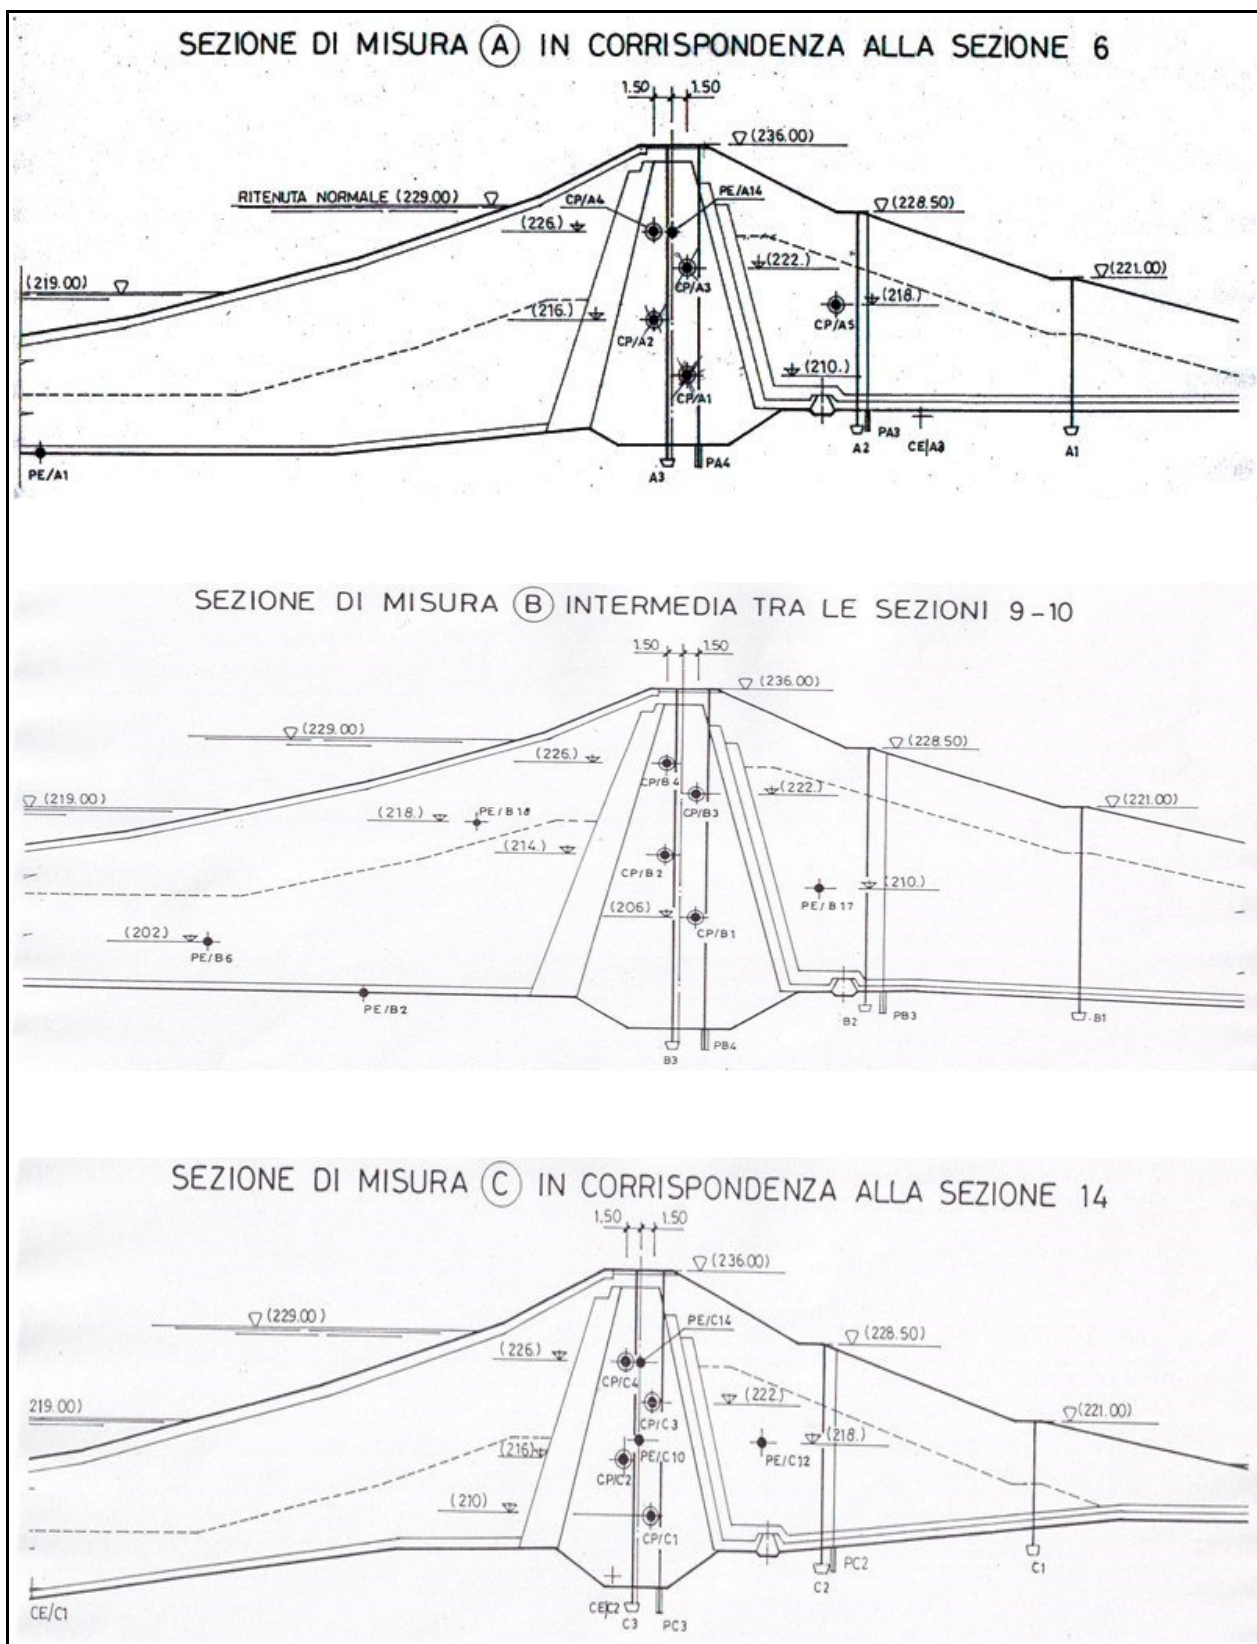 SEZIONE DI MISURA A IN CORRISPONDENZA ALLA SEZIONE 6
1.50 1.50
(236.00)
RITENUTA NORMALE (229.00)
CP/A4
PE/A14
(228.50)
(226.)
(222.)
(221.00)
(219.00)
CP/A3
(216.)
(218.)
CP/A2
CP/A5
(210.)
CP/A1
PE/A1
A3
PA4
A2
PA3
CE/A3
A1
SEZIONE DI MISURA B INTERMEDIA TRA LE SEZIONI 9-10
1.50 1.50
(236.00)
(229.00)
(228.50)
(226.)
CP/B4
(222.)
(219.00)
(221.00)
(218.)
PE/B18
CP/B3
(214.)
CP/B2
(210.)
PE/B17
(206)
CP/B1
(202.)
PE/B6
PE/B2
B3
PB4
B2
PB3
B1
SEZIONE DI MISURA C IN CORRISPONDENZA ALLA SEZIONE 14
1.50 1.50
(236.00)
(229.00)
PE/C14
(228.50)
(226.)
CP/C4
(222.)
219.00)
(221.00)
CP/C3
(216)
PE/C10
(218.)
PE/C12
CP/C2
(210)
CP/C1
CE/C1
CE/C2
C3
PC3
C2
PC2
C1